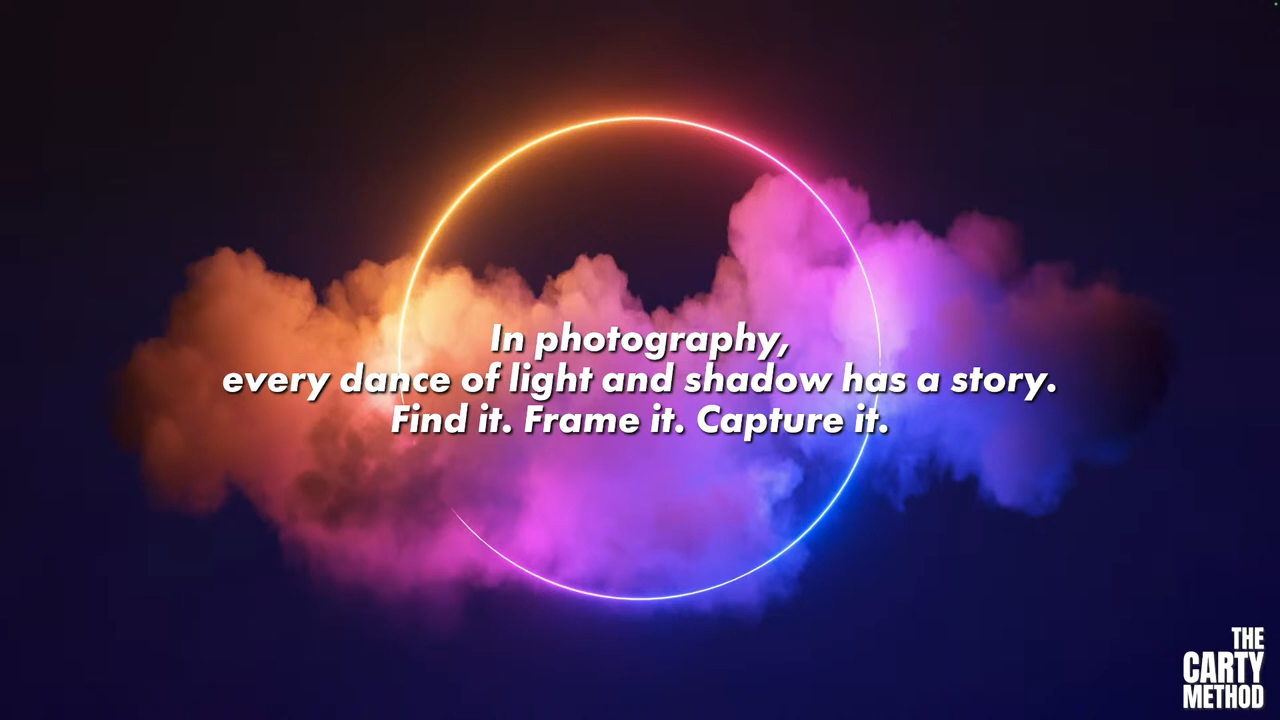 In photography,
every dance of light and shadow has a story.
Find it. Frame it. Capture it.
THE
CARTY
METHOD